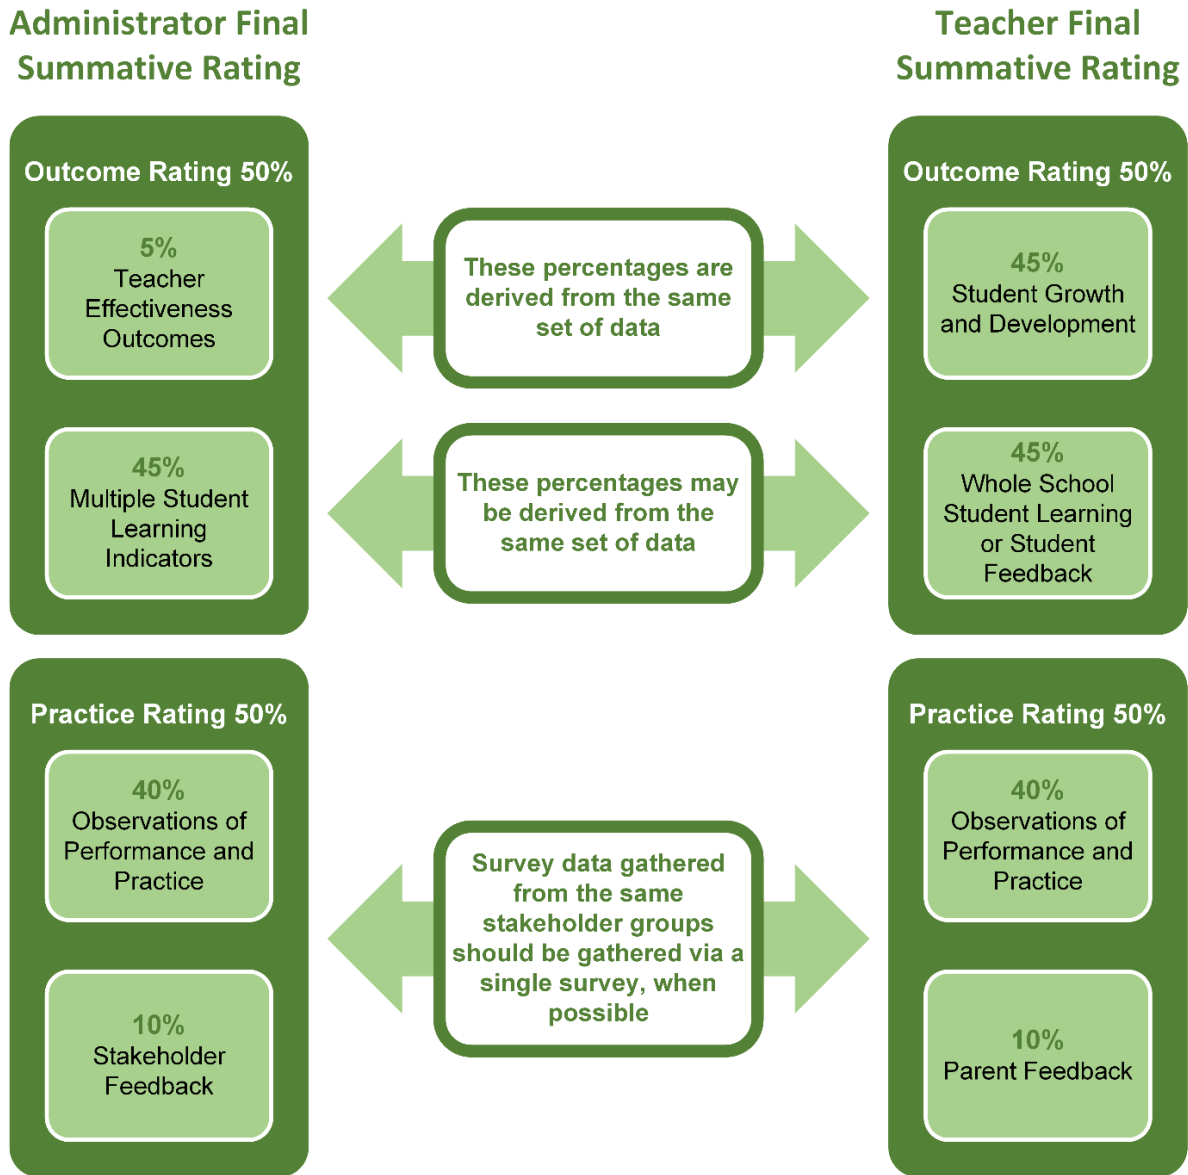 Administrator Final
Summative Rating
Teacher Final
Summative Rating
Outcome Rating 50%
5%
Teacher
Effectiveness
Outcomes
45%
Multiple Student
Learning
Indicators
These percentages are
derived from the same
set of data
These percentages may
be derived from the
same set of data
Outcome Rating 50%
45%
Student Growth
and Development
45%
Whole School
Student Learning
or Student
Feedback
Practice Rating 50%
40%
Observations of
Performance and
Practice
10%
Stakeholder
Feedback
Survey data gathered
from the same
stakeholder groups
should be gathered via a
single survey, when
possible
Practice Rating 50%
40%
Observations of
Performance and
Practice
10%
Parent Feedback